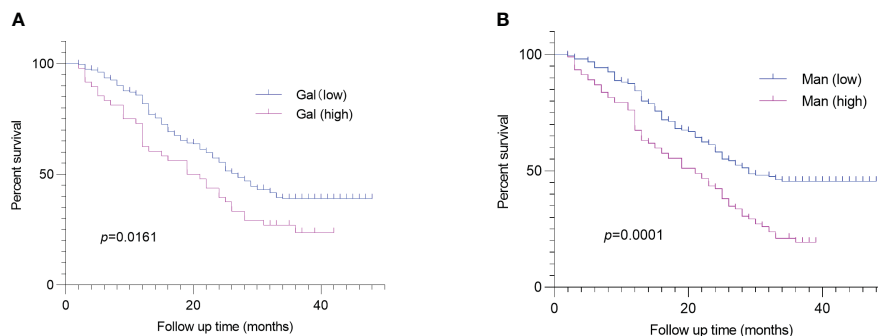 A
100
50
0
0
20
40
Percent survival
Follow up time (months)
Gal (low)
Gal (high)
p=0.0161
B
100
50
0
0
20
40
Percent survival
Follow up time (months)
Man (low)
Man (high)
p=0.0001